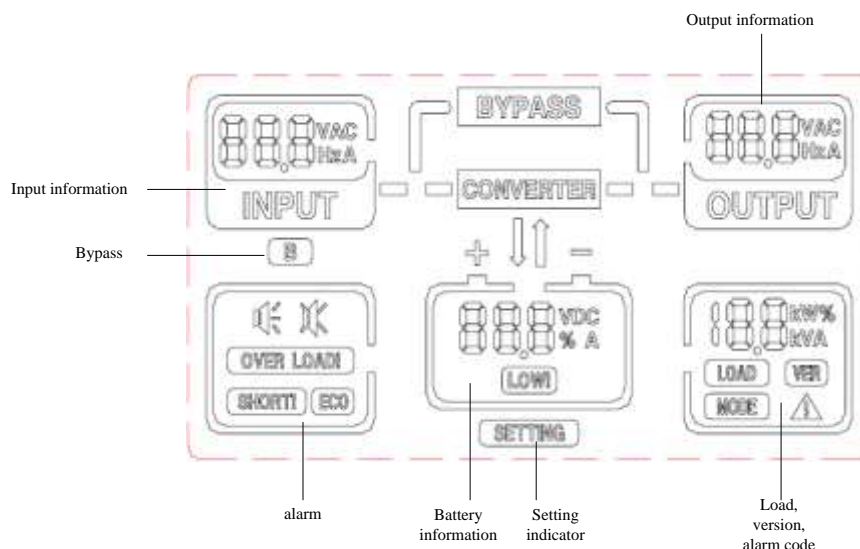 Output information
BYPASS
88.8 VAC
HzA
88.8 VAC
HzA
Input information
INPUT
CONVERTER
OUTPUT
Bypass
B
+ -
88.8 VDC
% A
188.8 kW%
kVA
OVER LOAD!
LOW!
LOAD
VER
SHORT!
ECO
MODE
!
SETTING
alarm
Battery
information
Setting
indicator
Load,
version,
alarm code